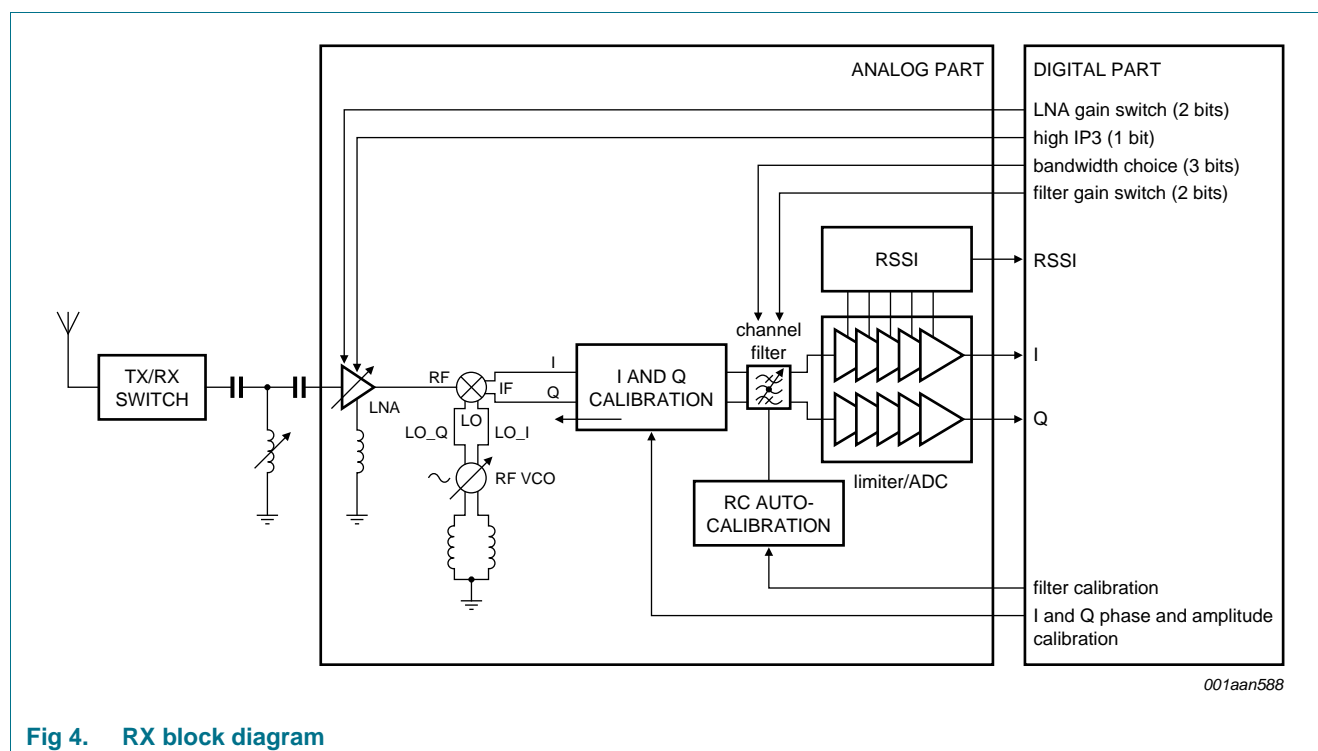 ANALOG PART
DIGITAL PART
LNA gain switch (2 bits)
high IP3 (1 bit)
bandwidth choice (3 bits)
filter gain switch (2 bits)
RSSI
RSSI
channel
filter
TX/RX
SWITCH
LNA
RF
IF
LO
I
Q
LO_Q
LO_I
RF VCO
I AND Q
CALIBRATION
I
Q
limiter/ADC
RC AUTO-
CALIBRATION
filter calibration
I and Q phase and amplitude
calibration
001aan588
Fig 4. RX block diagram